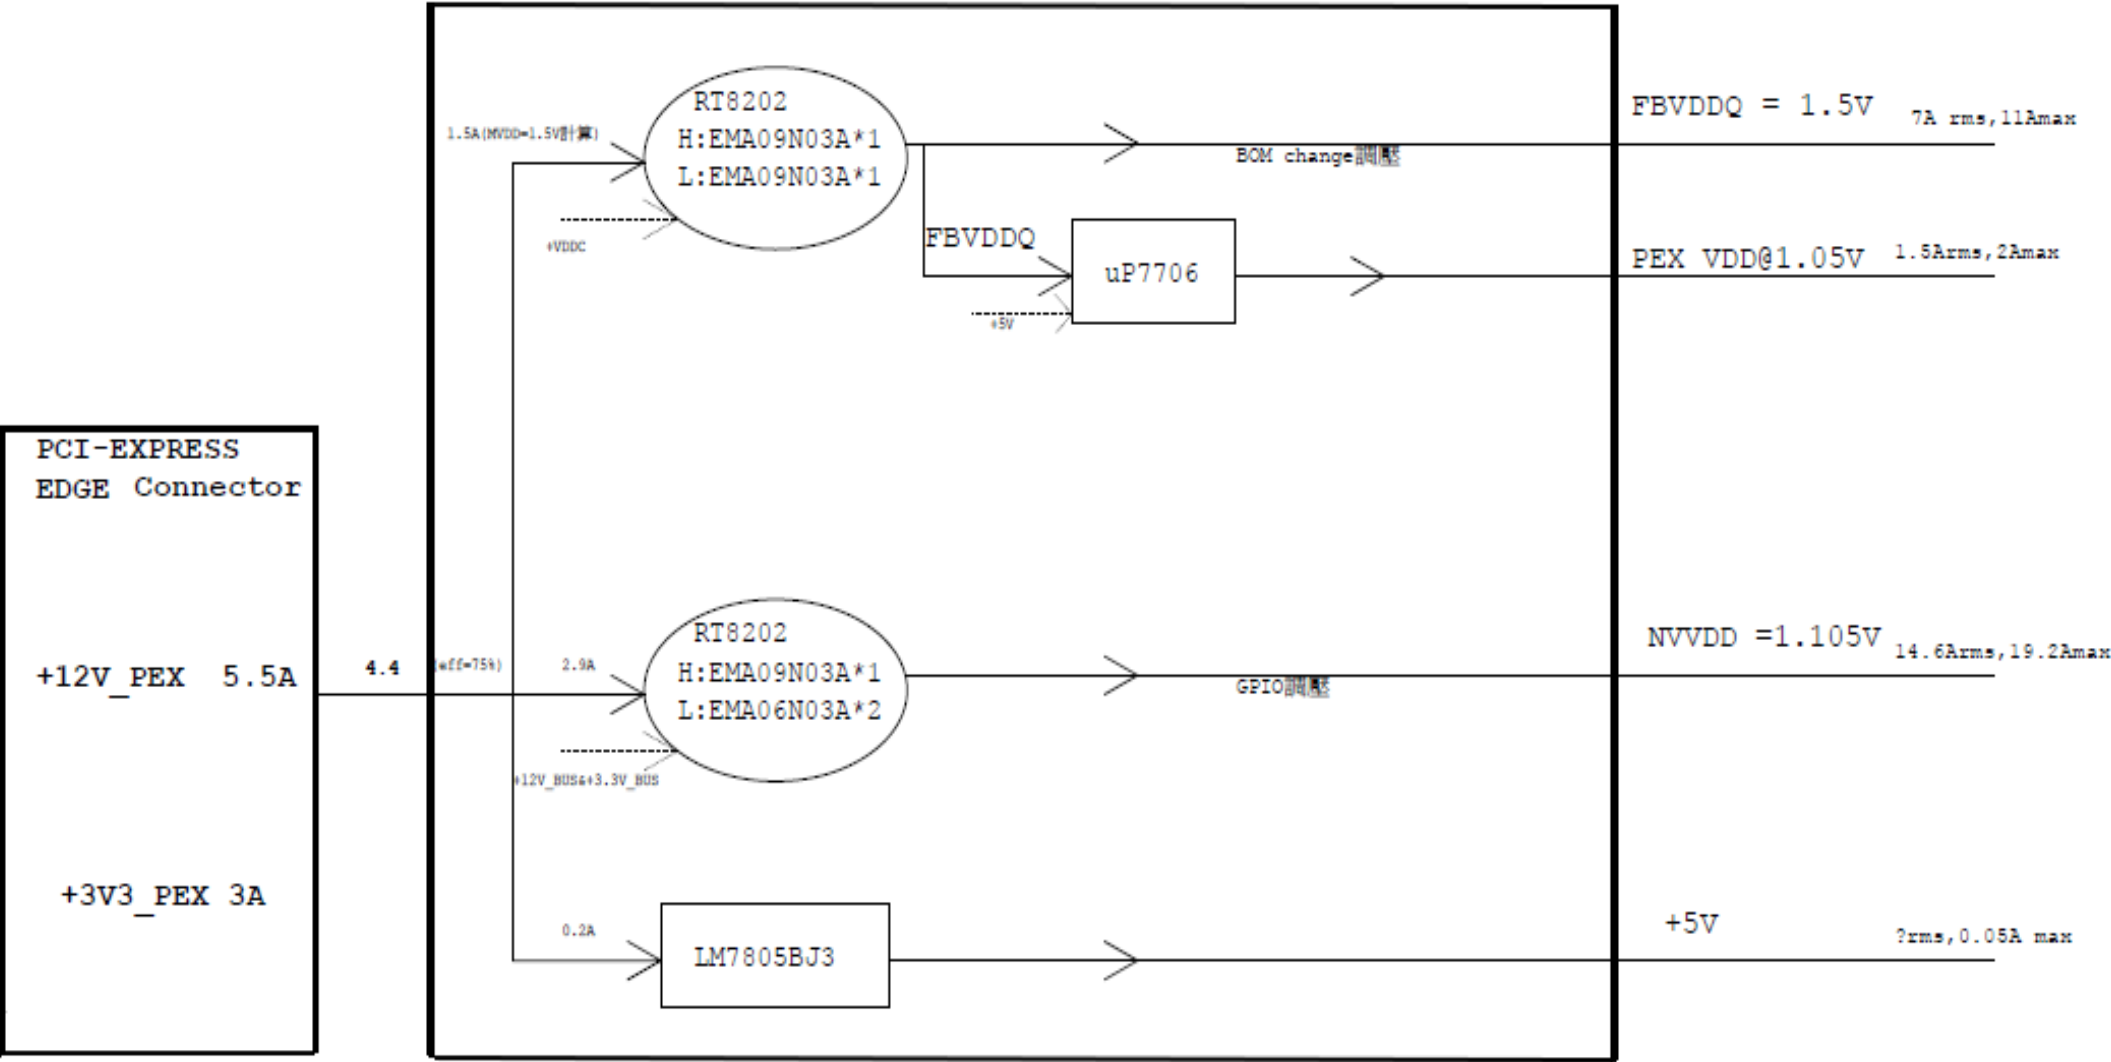 RT8202
H:EMA09N03A*1
L:EMA09N03A*1
1.5A(MVDD=1.5V計算)
+VDDC
FBVDDQ
uP7706
+5V
BOM change調壓
FBVDDQ = 1.5V
7A rms,11Amax
PEX VDD@1.05V
1.5Arms,2Amax
PCI-EXPRESS
EDGE Connector
+12V_PEX 5.5A
+3V3_PEX 3A
4.4
(eff=75%)
2.9A
RT8202
H:EMA09N03A*1
L:EMA06N03A*2
+12V_BUS&+3.3V_BUS
GPIO調壓
NVVDD =1.105V
14.6Arms,19.2Amax
0.2A
LM7805BJ3
+5V
?rms,0.05A max